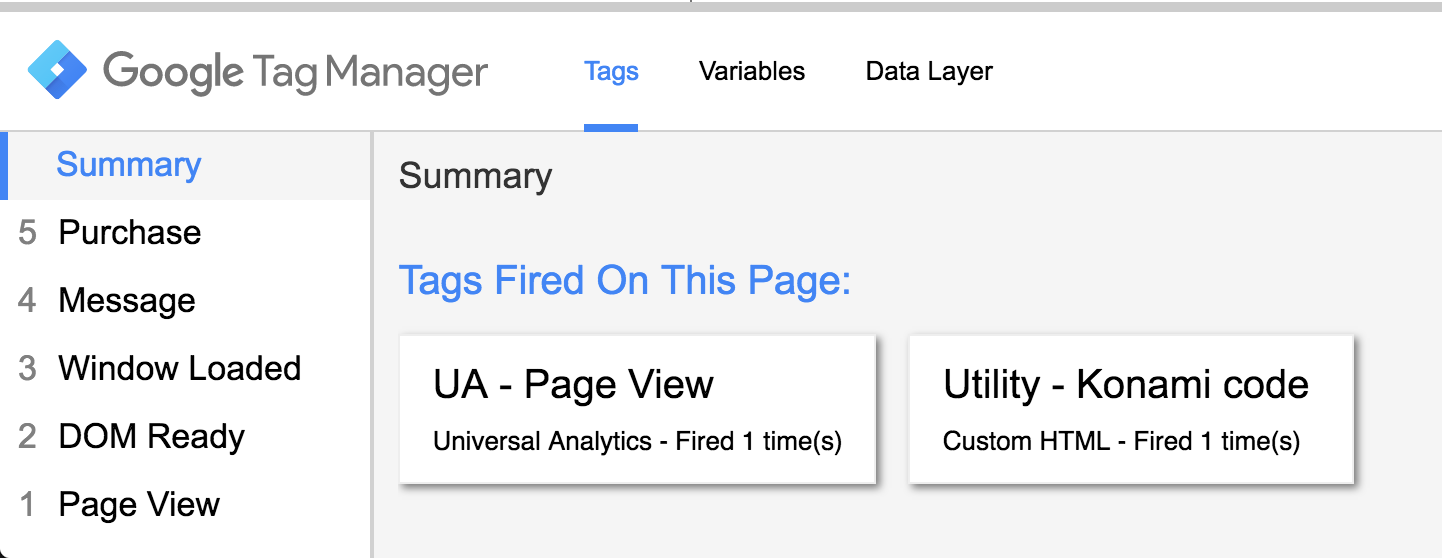 Google Tag Manager
Tags
Variables
Data Layer
Summary
5 Purchase
4 Message
3 Window Loaded
2 DOM Ready
1 Page View
Summary
Tags Fired On This Page:
UA - Page View
Universal Analytics - Fired 1 time(s)
Utility - Konami code
Custom HTML - Fired 1 time(s)